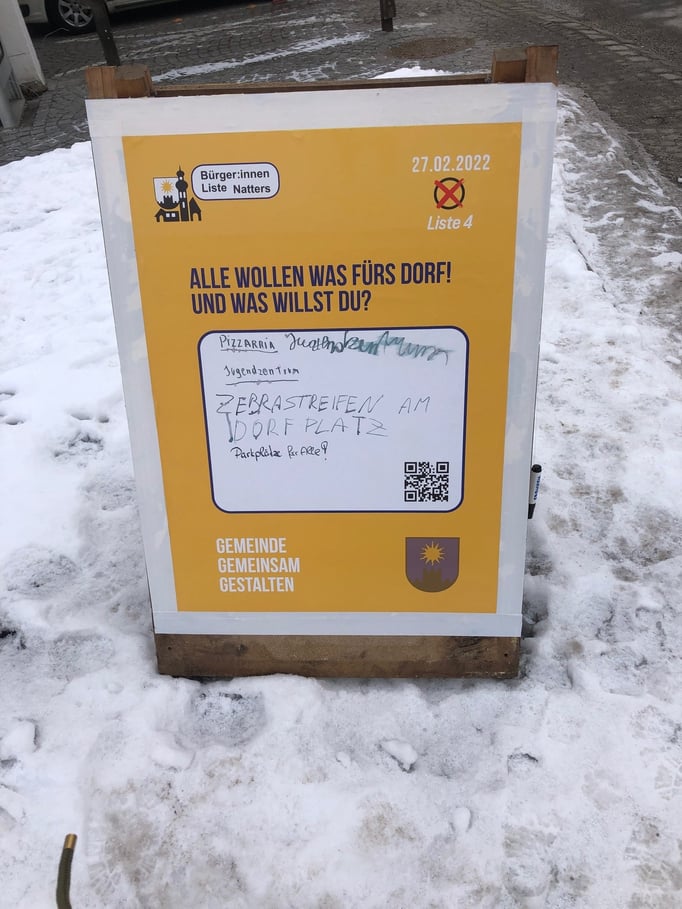 Bürger:innen
Liste Natters
27.02.2022
Liste 4
ALLE WOLLEN WAS FÜRS DORF!
UND WAS WILLST DU?
PIZZARRIA
Jugendzentrum
ZEBRASTREIFEN AM
DORFPLATZ
Parkplätze für Alle!
GEMEINDE
GEMEINSAM
GESTALTEN